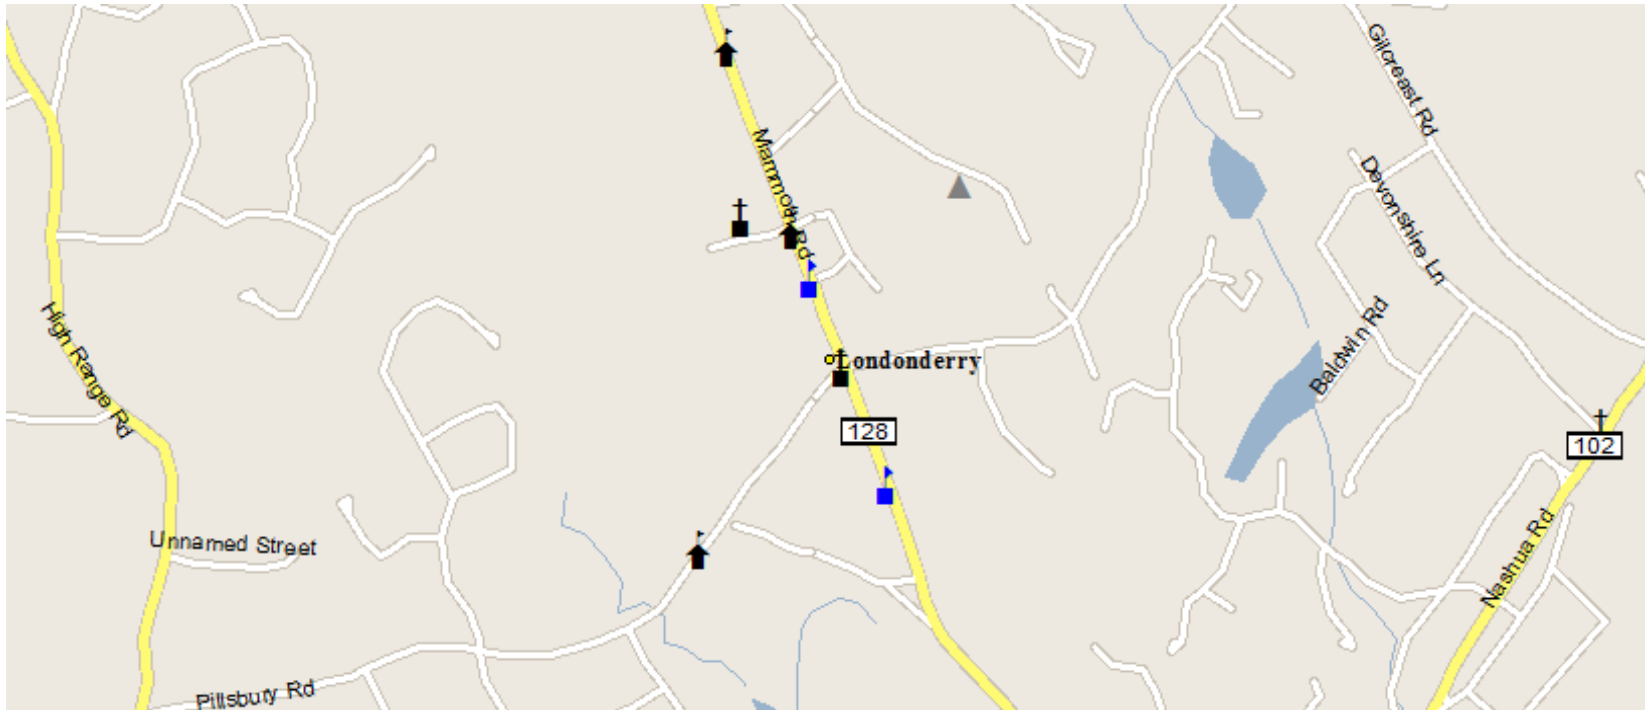 Gilcreast Rd
Mammoth Rd
Devonshire Ln
High Range Rd
Baldwin Rd
Londonderry
128
102
Unnamed Street
Nashua Rd
Pillsbury Rd